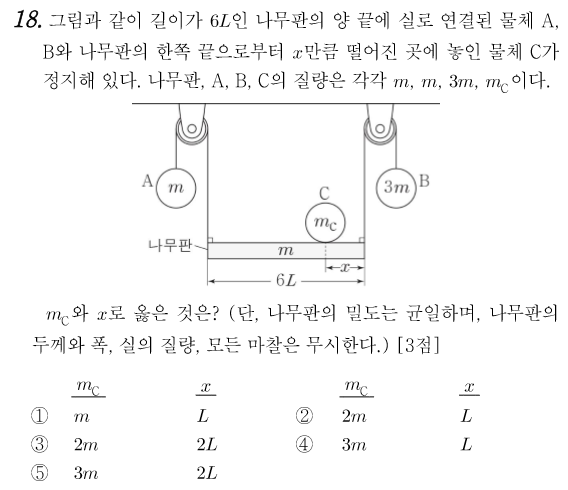 18. 그림과 같이 길이가 6L인 나무판의 양 끝에 실로 연결된 물체 A,
B와 나무판의 한쪽 끝으로부터 x만큼 떨어진 곳에 놓인 물체 C가
정지해 있다. 나무판, A, B, C의 질량은 각각 m, m, 3m, m_C이다.
A m
C
m_C
3m B
나무판
m
x
6L
m_C와 x로 옳은 것은? (단, 나무판의 밀도는 균일하며, 나무판의
두께와 폭, 실의 질량, 모든 마찰은 무시한다.) [3점]
m_C x m_C x
① m L ② 2m L
③ 2m 2L ④ 3m L
⑤ 3m 2L